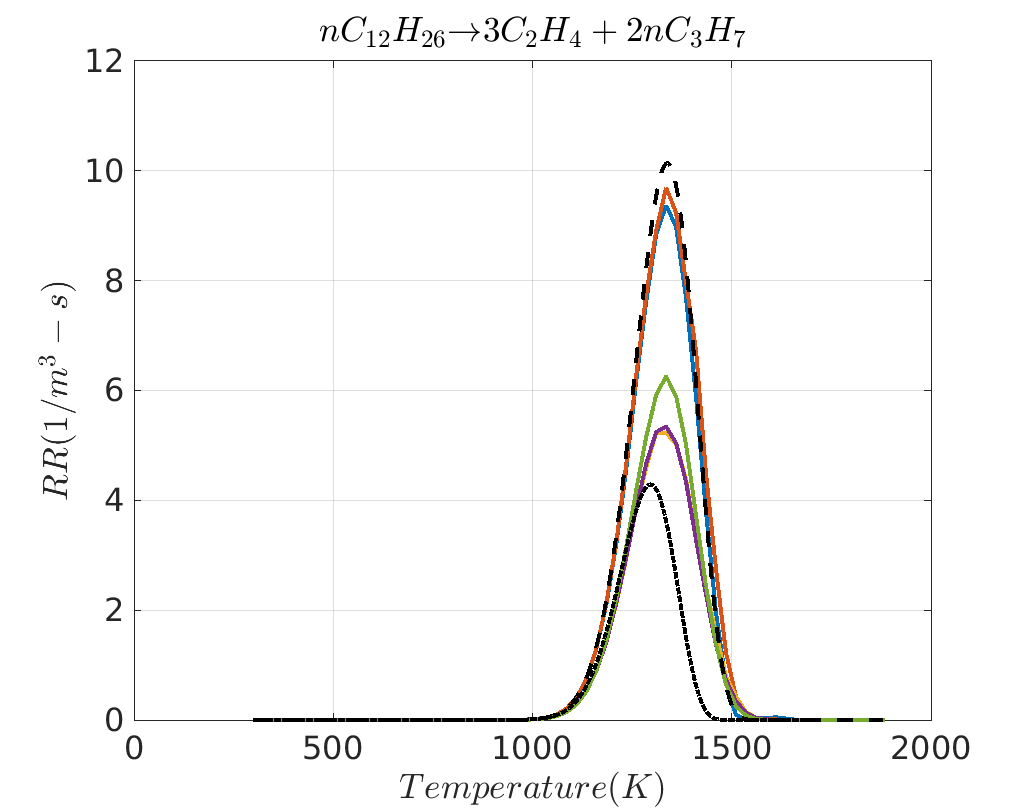 nC₁₂H₂₆→3C₂H₄ + 2nC₃H₇
12
10
8
6
4
2
0
RR(1/m³ − s)
0 500 1000 1500 2000
Temperature(K)